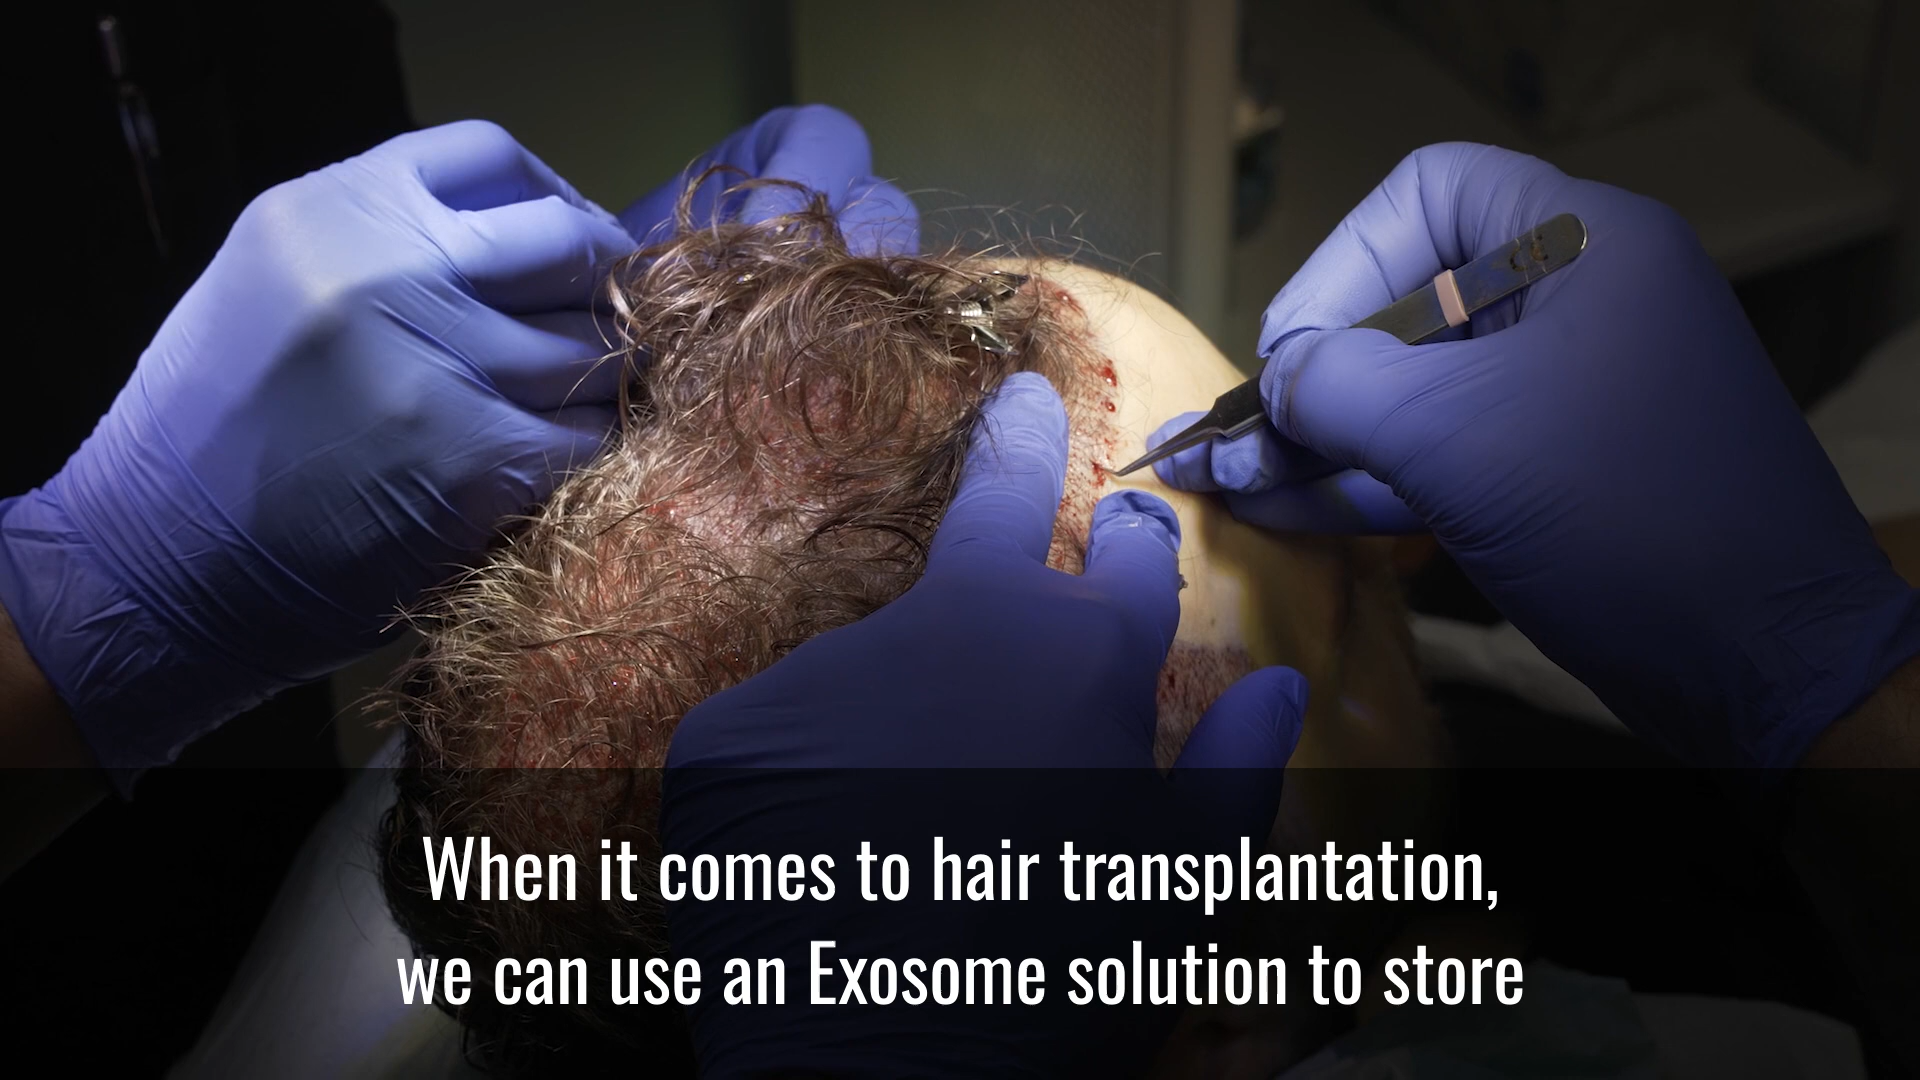 When it comes to hair transplantation,
we can use an Exosome solution to store